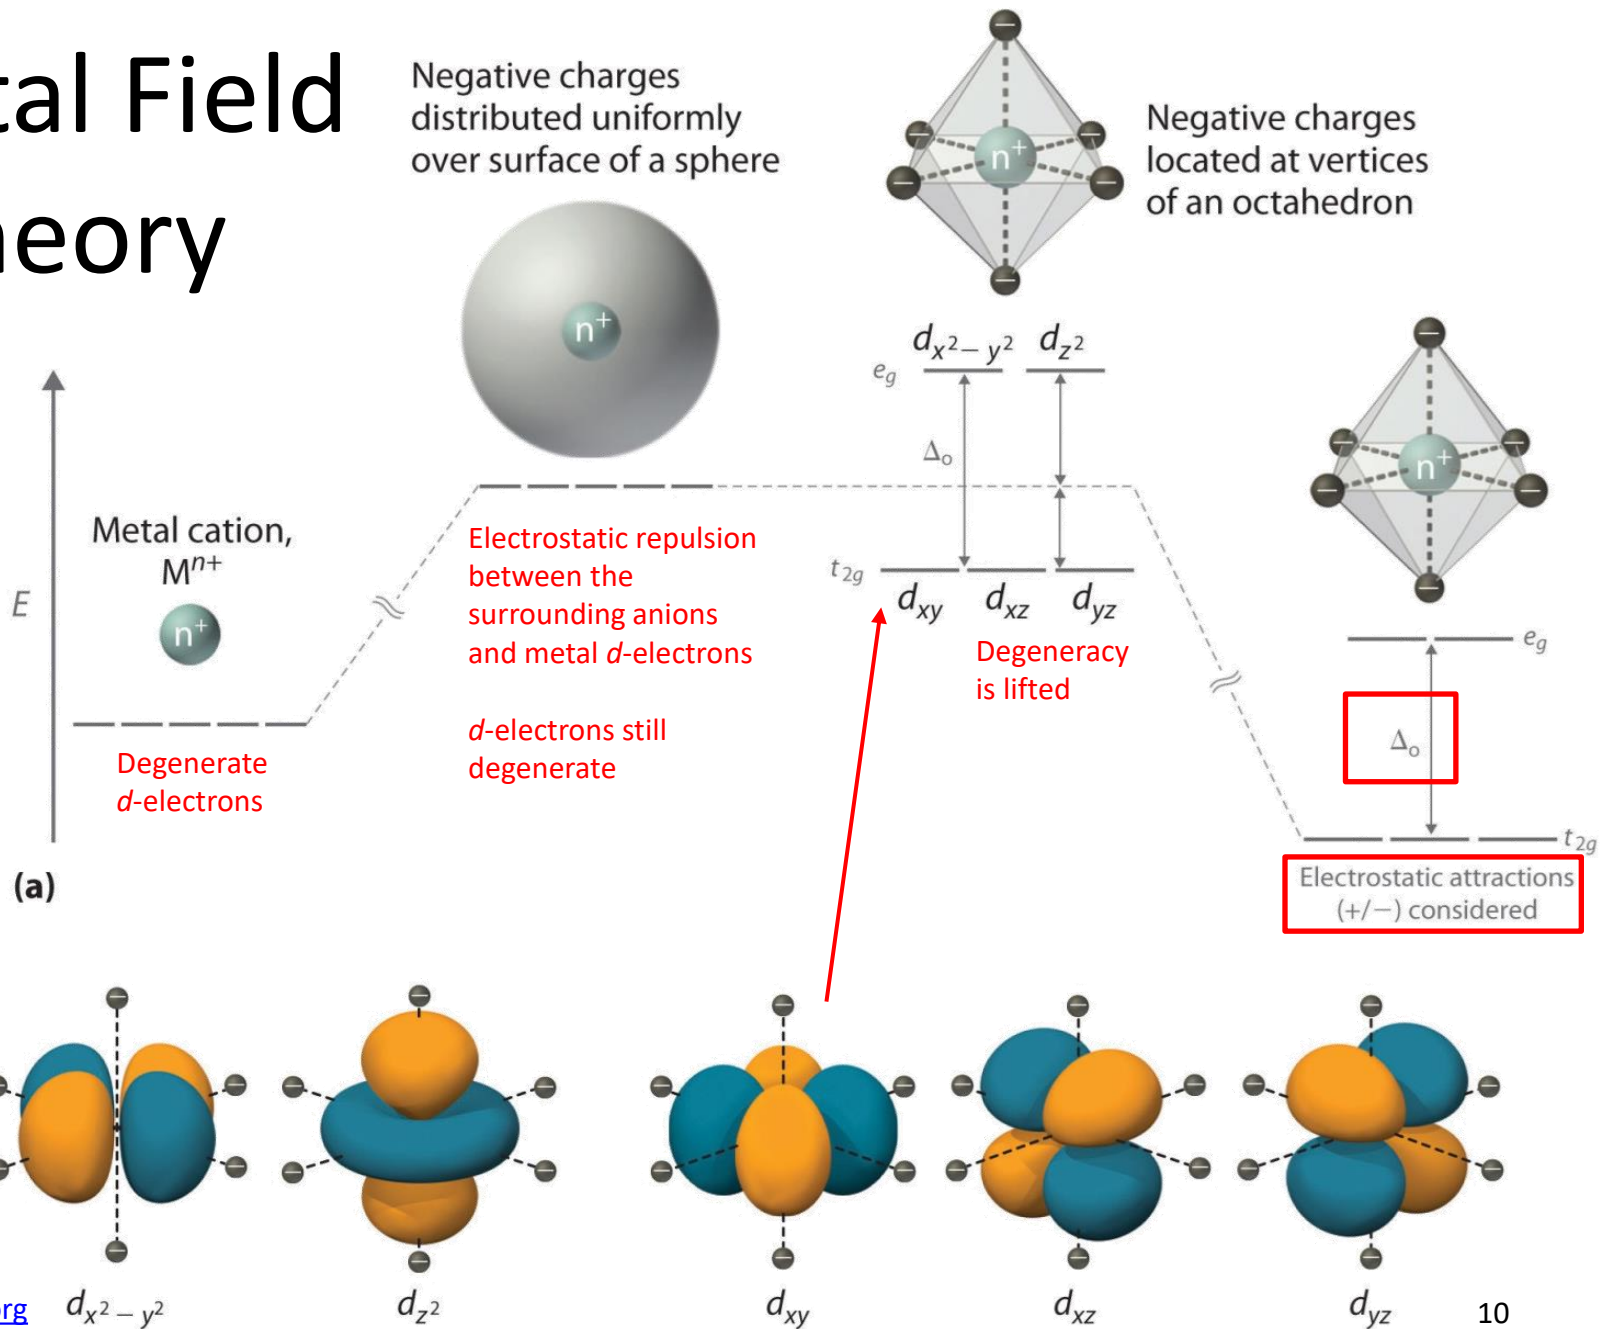 tal Field
neory
Negative charges
distributed uniformly
over surface of a sphere
n⁺
n⁺
Negative charges
located at vertices
of an octahedron
E
Metal cation,
Mⁿ⁺
n⁺
Degenerate
d-electrons
Electrostatic repulsion
between the
surrounding anions
and metal d-electrons
d-electrons still
degenerate
dx² − y² dz²
eg
Δo
t2g
dxy dxz dyz
Degeneracy
is lifted
n⁺
eg
Δo
t2g
Electrostatic attractions
(+/−) considered
(a)
org dx² − y² dz² dxy dxz dyz 10